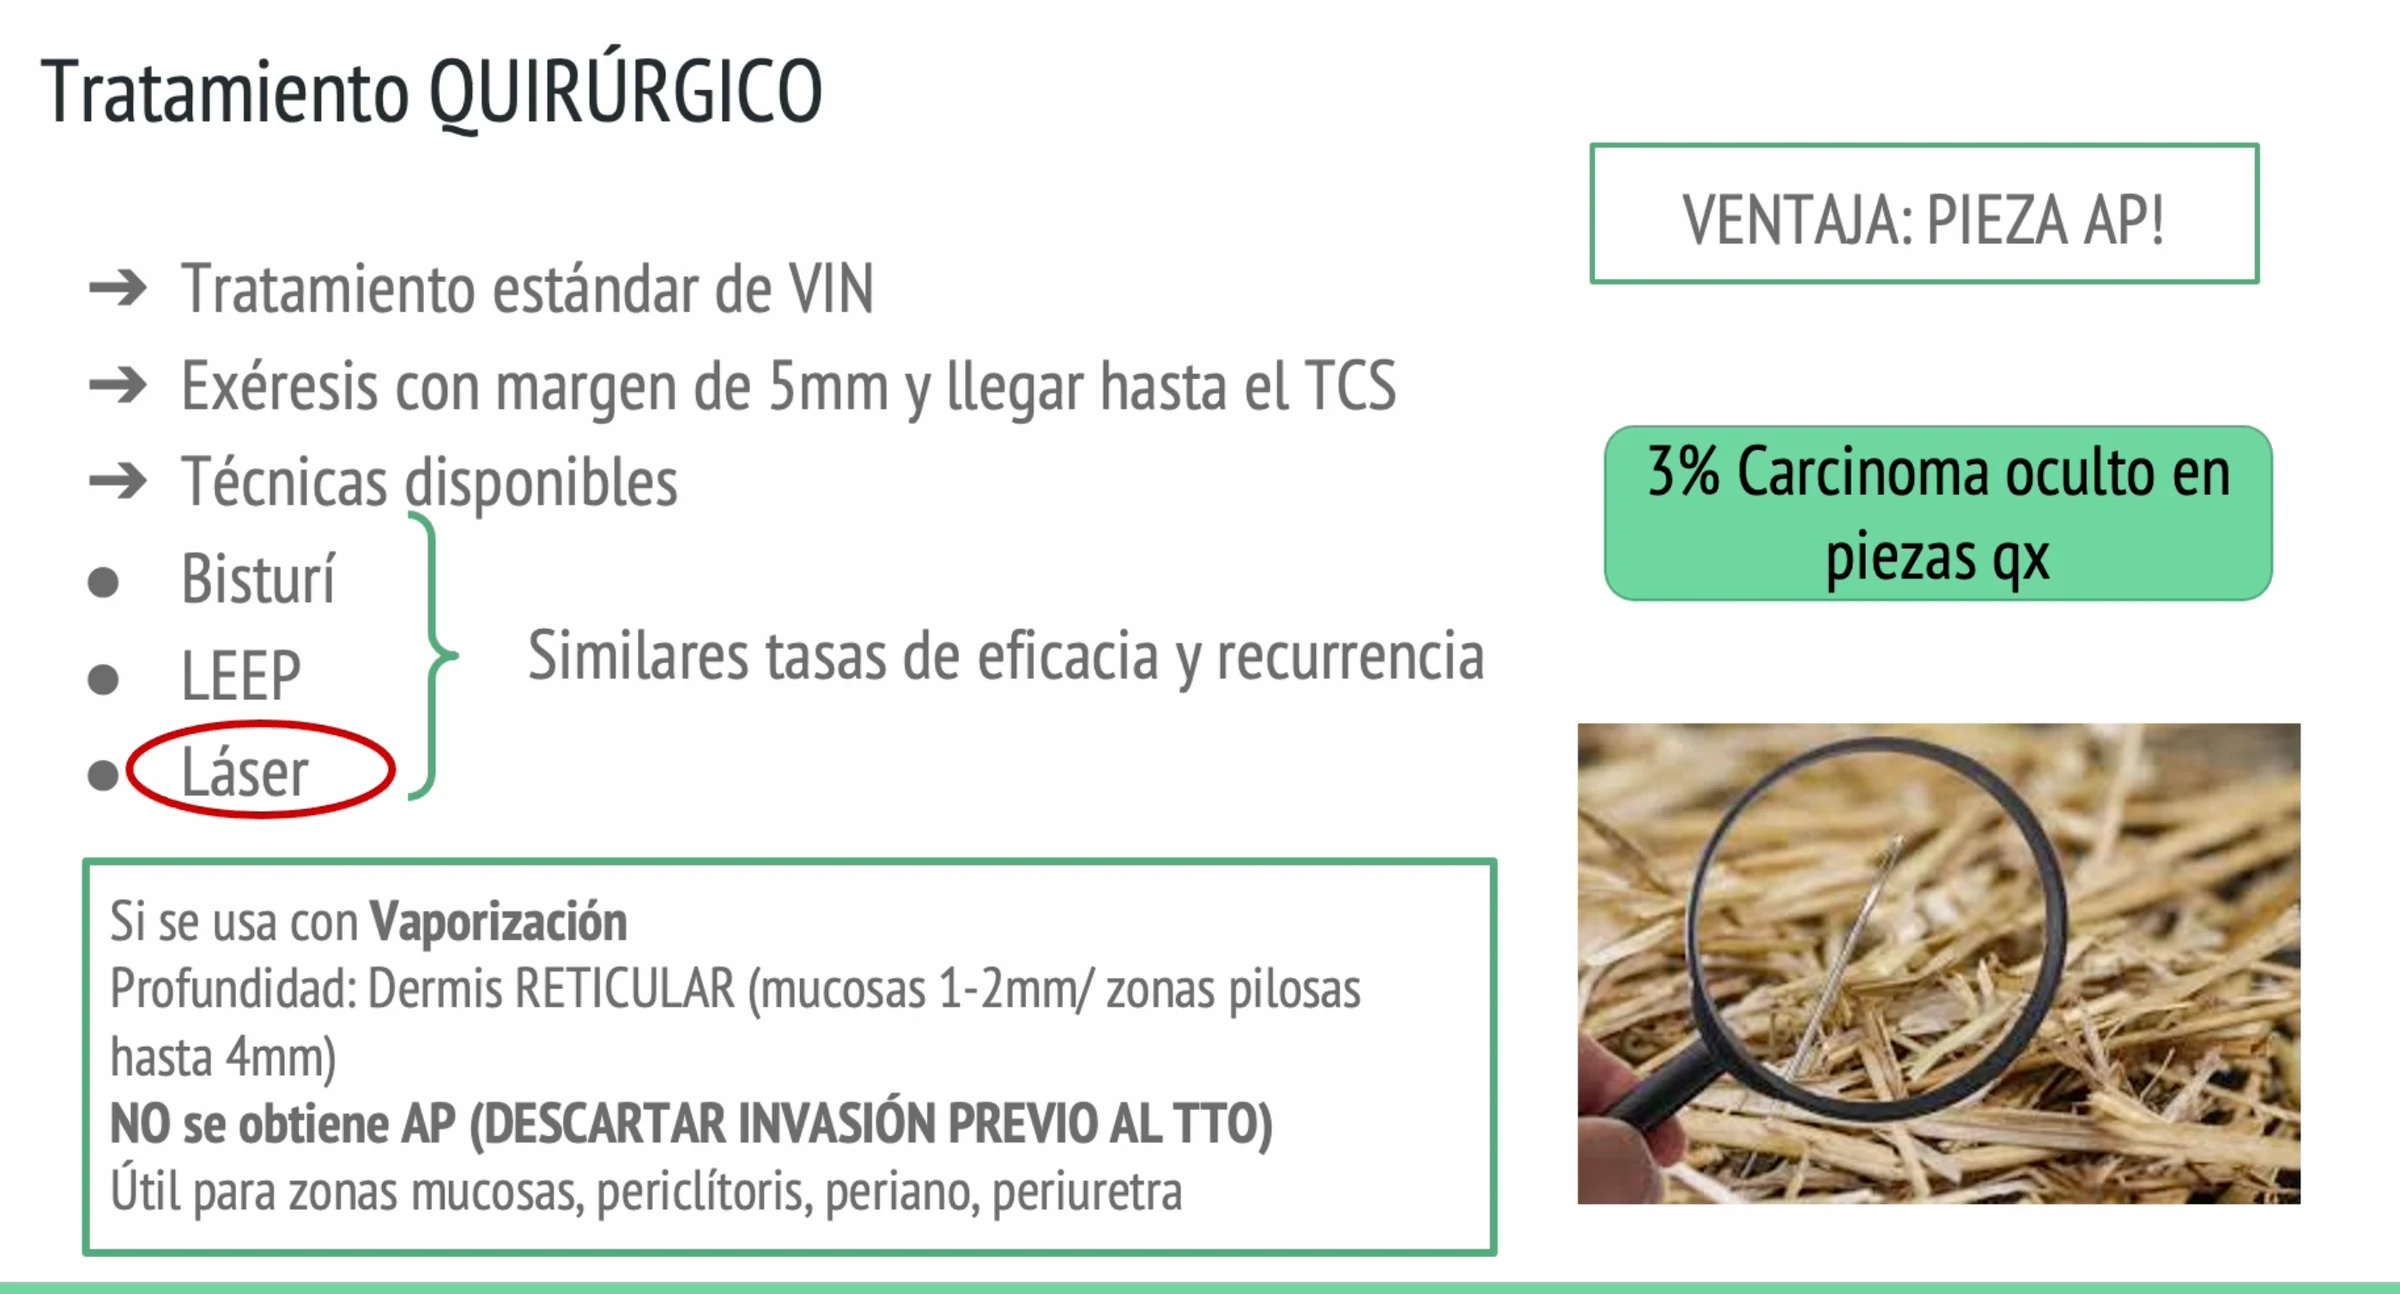 Tratamiento QUIRÚRGICO
VENTAJA: PIEZA AP!
➔ Tratamiento estándar de VIN
➔ Exéresis con margen de 5mm y llegar hasta el TCS
➔ Técnicas disponibles
● Bisturí
● LEEP
● Láser
Similares tasas de eficacia y recurrencia
3% Carcinoma oculto en
piezas qx
Si se usa con Vaporización
Profundidad: Dermis RETICULAR (mucosas 1-2mm/ zonas pilosas
hasta 4mm)
NO se obtiene AP (DESCARTAR INVASIÓN PREVIO AL TTO)
Útil para zonas mucosas, periclítoris, periano, periuretra